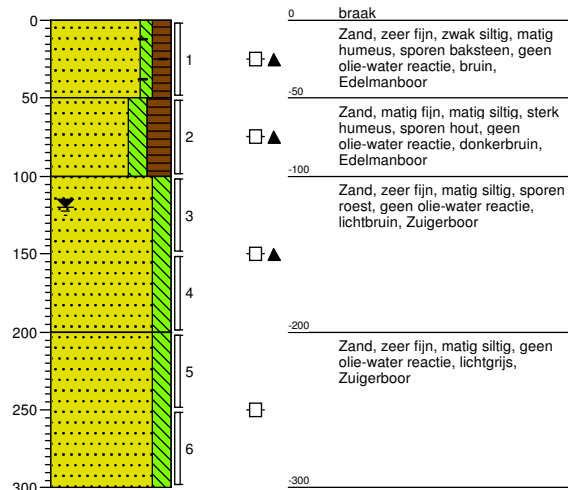 0
50
100
150
200
250
300
1
2
3
4
5
6
0
braak
Zand, zeer fijn, zwak siltig, matig
humeus, sporen baksteen, geen
olie-water reactie, bruin,
Edelmanboor
-50
Zand, matig fijn, matig siltig, sterk
humeus, sporen hout, geen
olie-water reactie, donkerbruin,
Edelmanboor
-100
Zand, zeer fijn, matig siltig, sporen
roest, geen olie-water reactie,
lichtbruin, Zuigerboor
-200
Zand, zeer fijn, matig siltig, geen
olie-water reactie, lichtgrijs,
Zuigerboor
-300